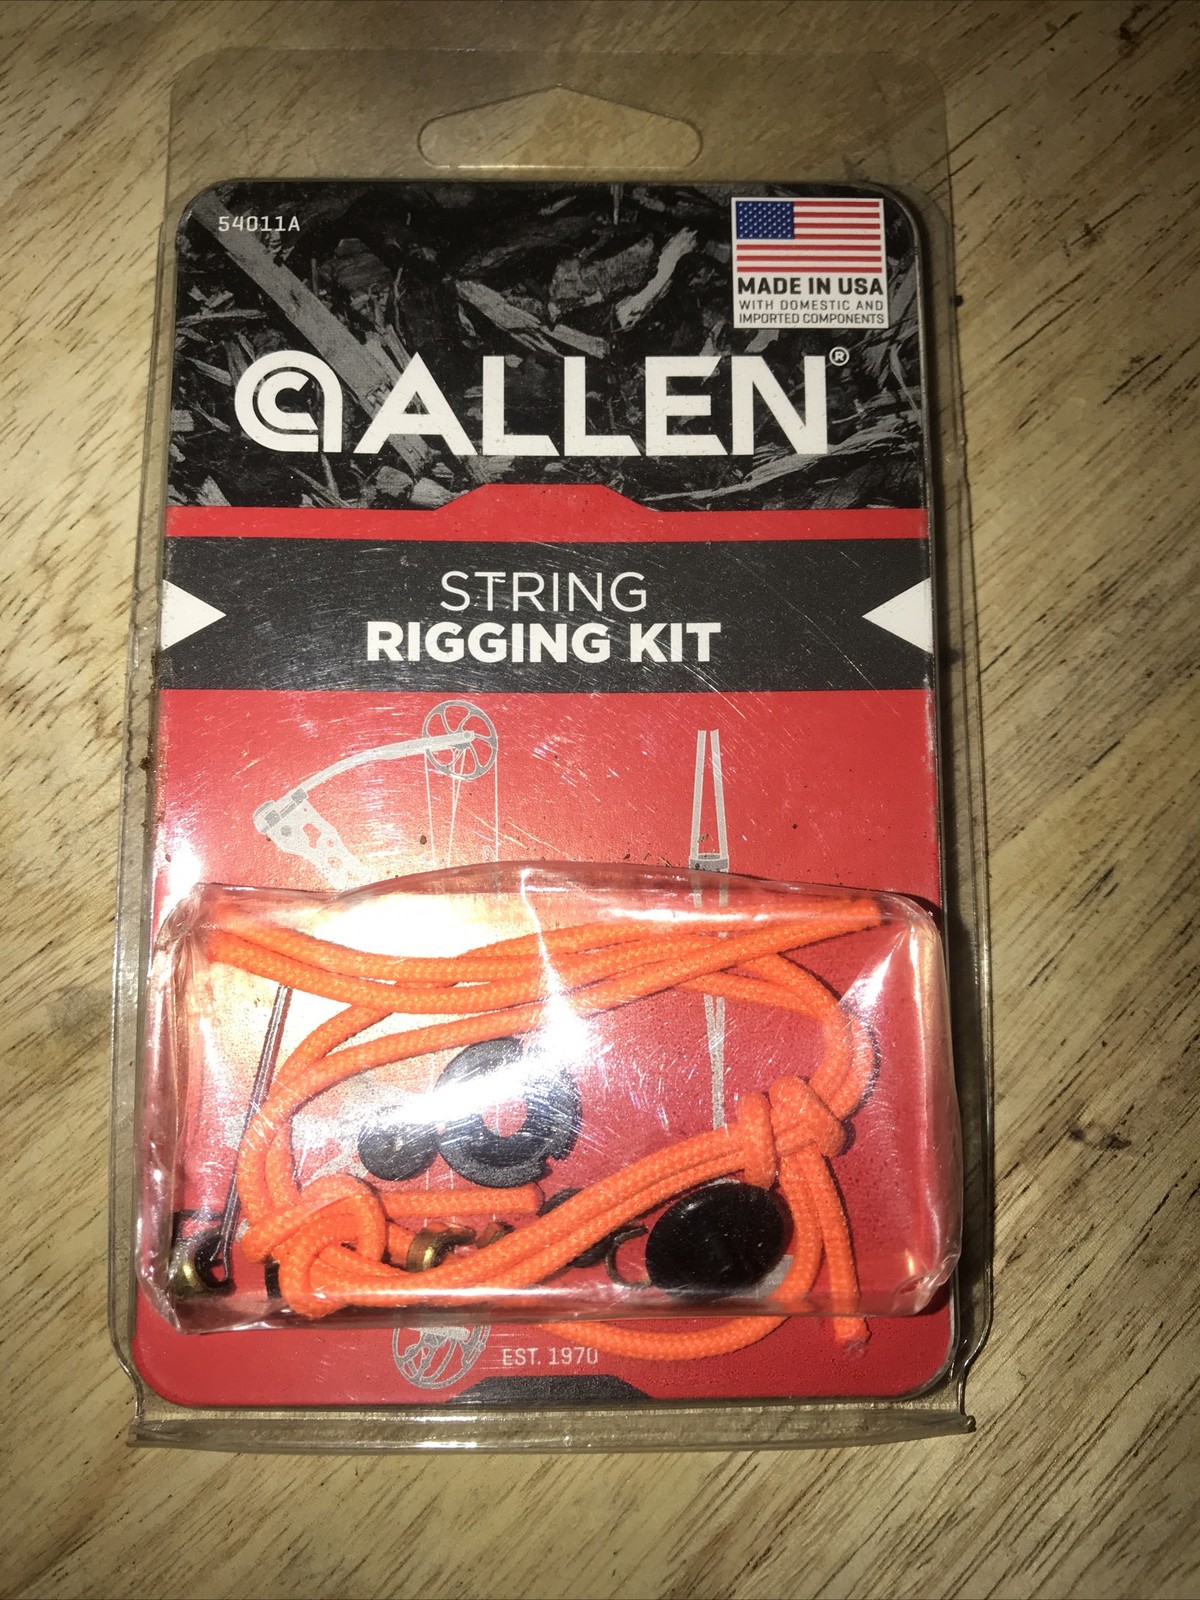 54011A
MADE IN USA
WITH DOMESTIC AND
IMPORTED COMPONENTS
ALLEN®
STRING
RIGGING KIT
EST. 1970